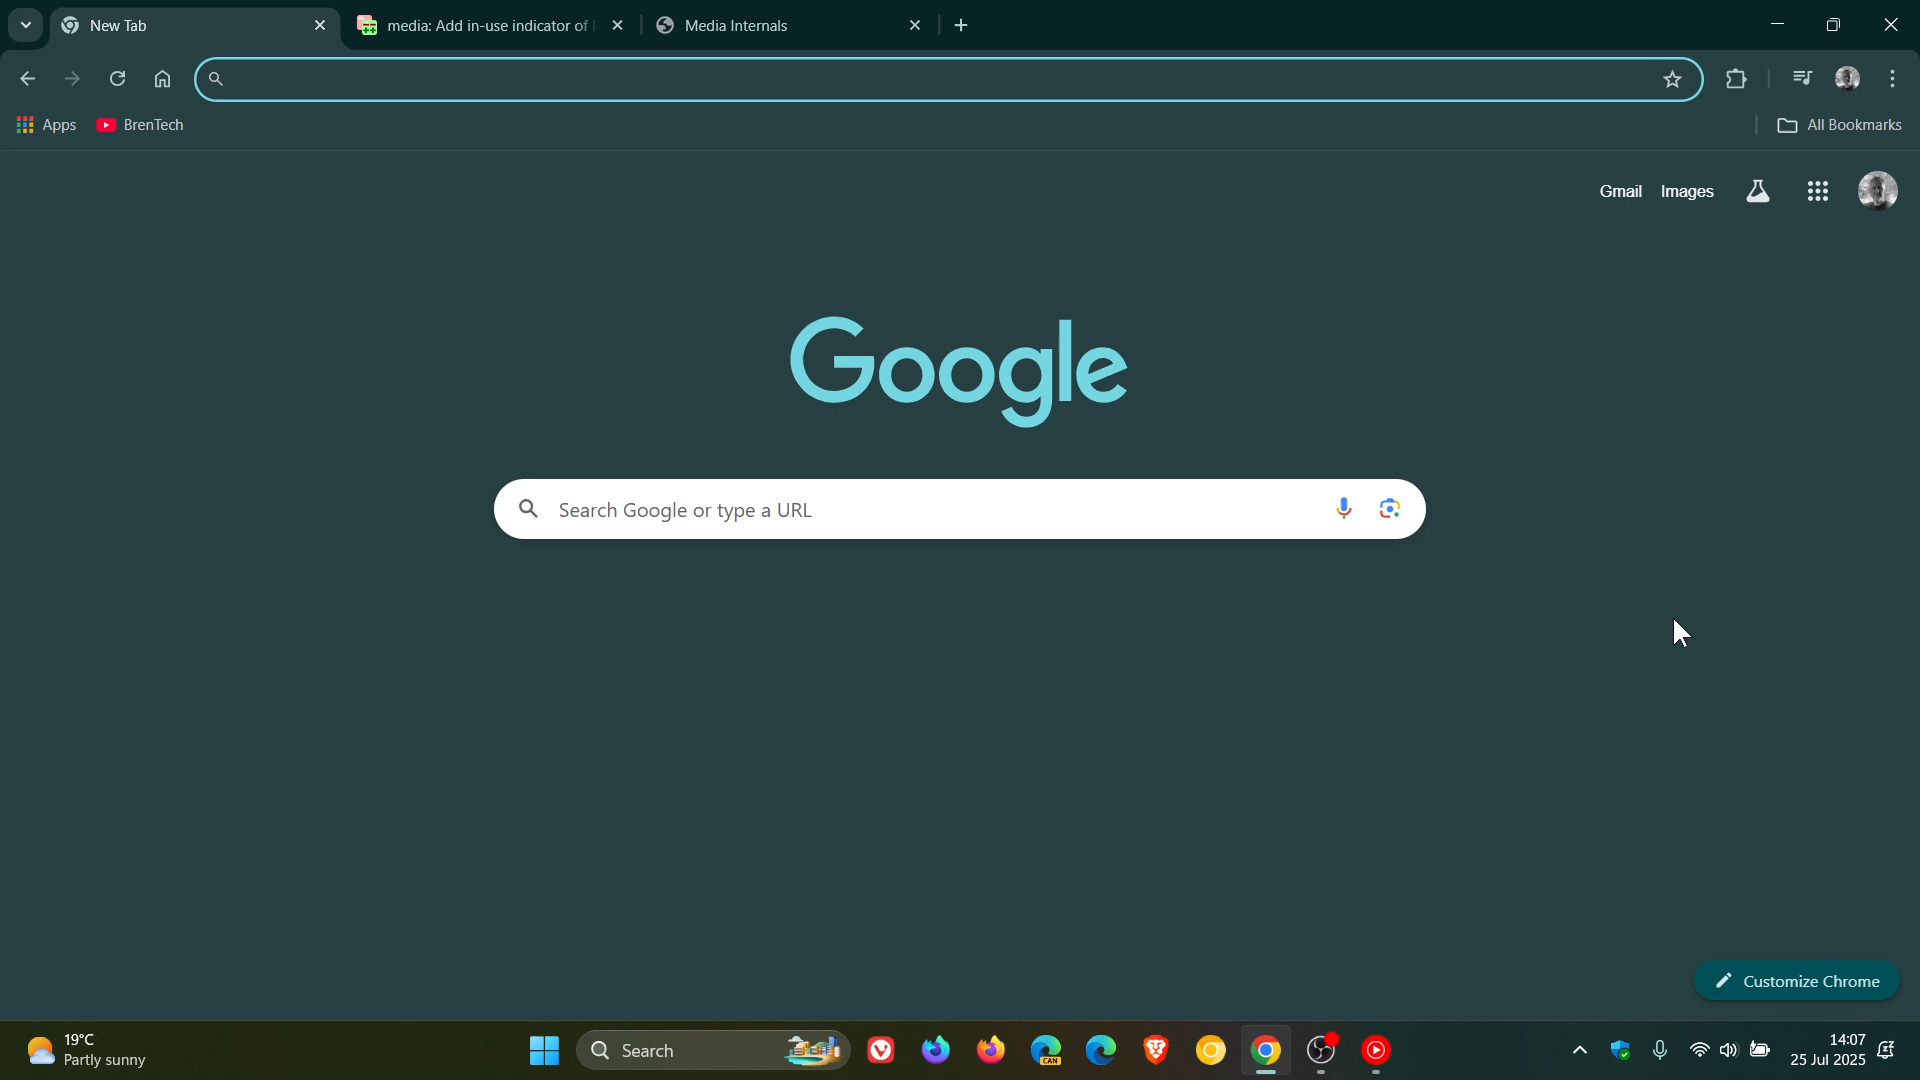 New Tab
media: Add in-use indicator of
Media Internals
Apps
BrenTech
All Bookmarks
Gmail
Images
Google
Search Google or type a URL
Customize Chrome
19°C
Partly sunny
Search
CAN
14:07
25 Jul 2025